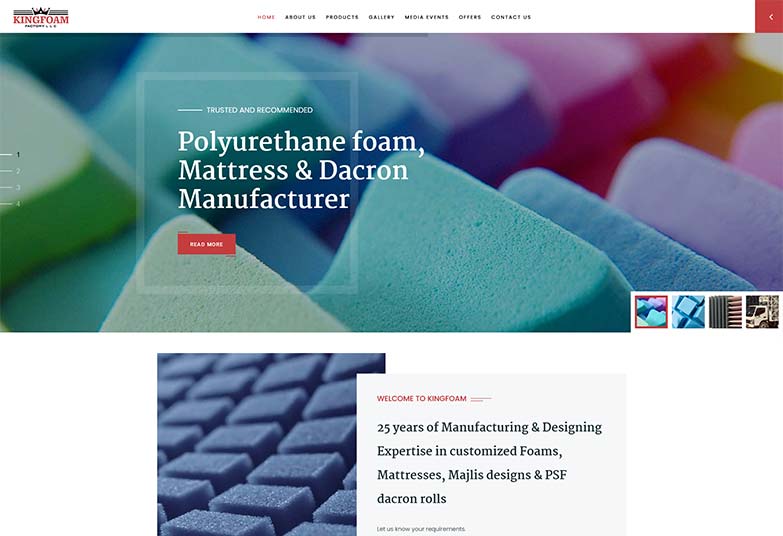 KINGFOAM
FACTORY L L C
HOME ABOUT US PRODUCTS GALLERY MEDIA EVENTS OFFERS CONTACT US
TRUSTED AND RECOMMENDED
Polyurethane foam,
Mattress & Dacron
Manufacturer
READ MORE
1
2
3
4
WELCOME TO KINGFOAM
25 years of Manufacturing & Designing
Expertise in customized Foams,
Mattresses, Majlis designs & PSF
dacron rolls
Let us know your requirements.